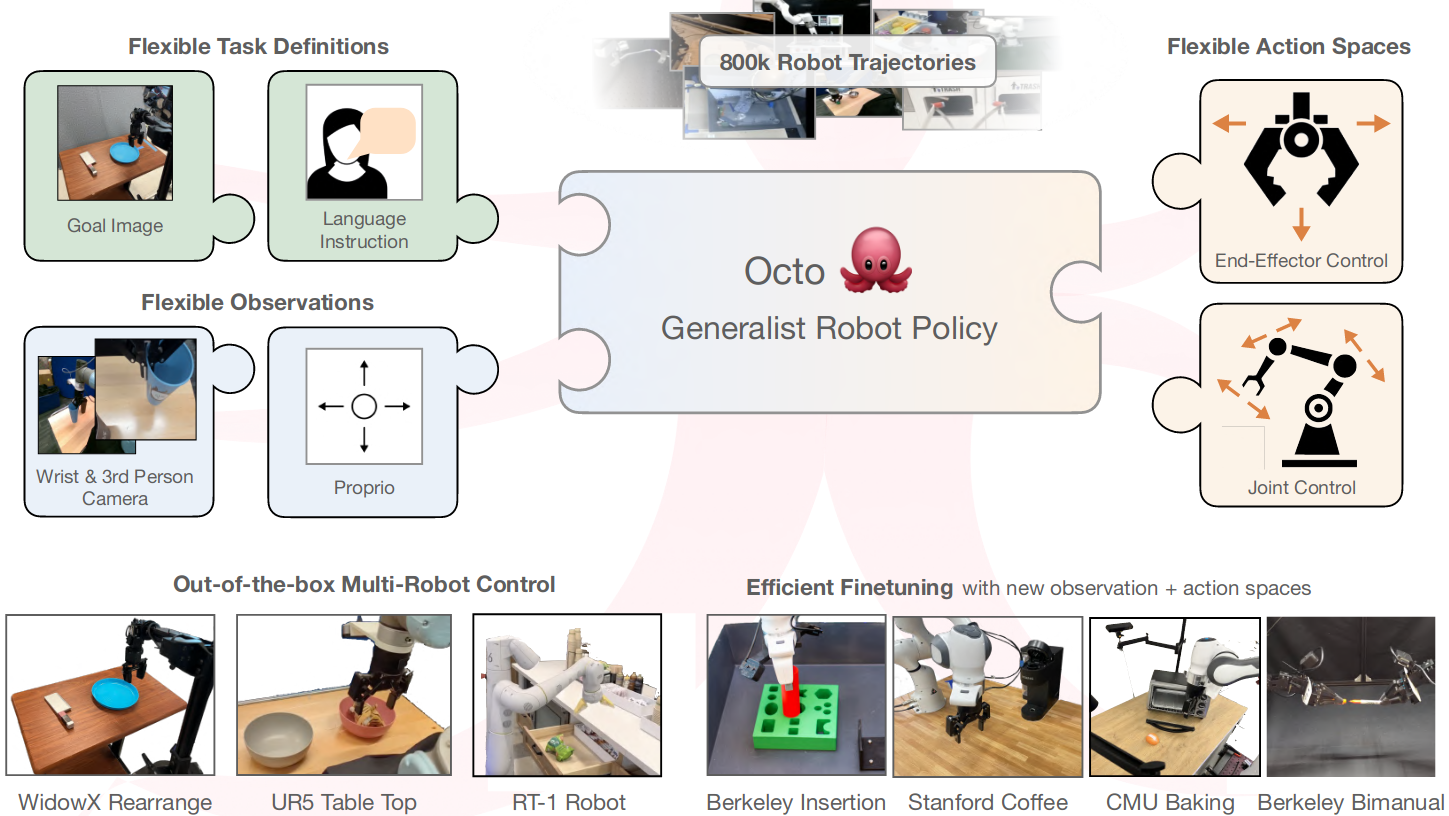 Flexible Task Definitions
Goal Image
Language
Instruction
Flexible Observations
Wrist & 3rd Person
Camera
Proprio
800k Robot Trajectories
Octo
Generalist Robot Policy
Flexible Action Spaces
End-Effector Control
Joint Control
Out-of-the-box Multi-Robot Control
WidowX Rearrange
UR5 Table Top
RT-1 Robot
Efficient Finetuning with new observation + action spaces
Berkeley Insertion
Stanford Coffee
CMU Baking
Berkeley Bimanual